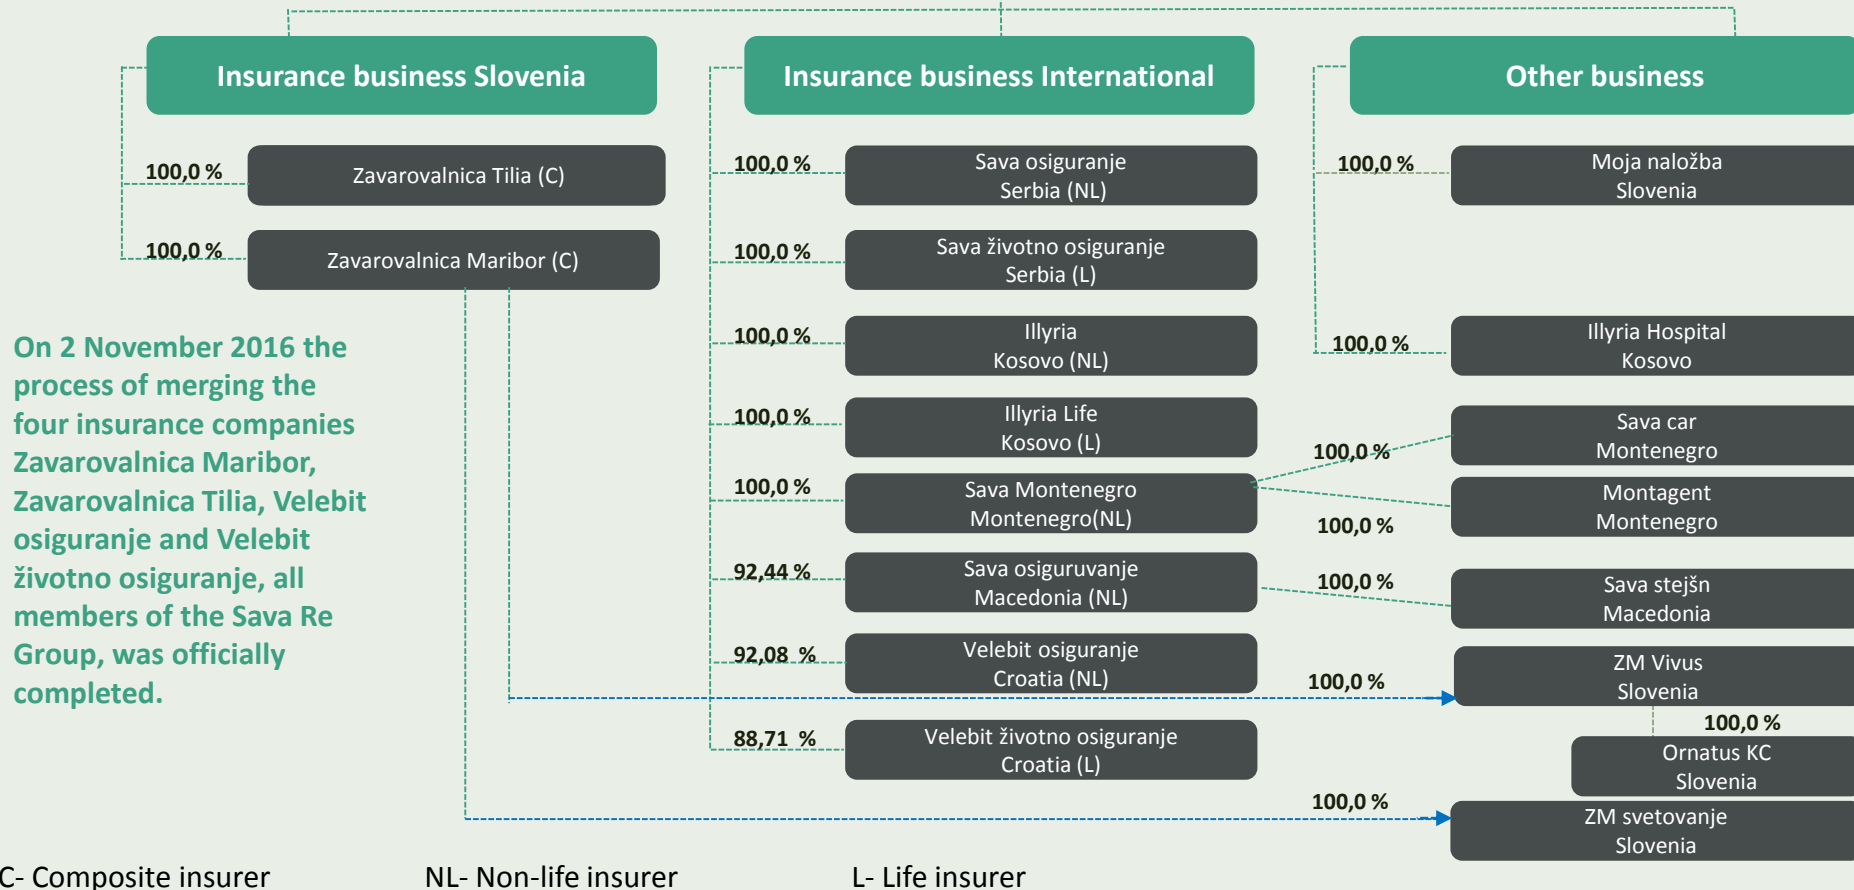 Insurance business Slovenia
100,0 %
Zavarovalnica Tilia (C)
100,0 %
Zavarovalnica Maribor (C)
On 2 November 2016 the
process of merging the
four insurance companies
Zavarovalnica Maribor,
Zavarovalnica Tilia, Velebit
osiguranje and Velebit
životno osiguranje, all
members of the Sava Re
Group, was officially
completed.
Insurance business International
100,0 %
Sava osiguranje
Serbia (NL)
100,0 %
Sava životno osiguranje
Serbia (L)
100,0 %
Illyria
Kosovo (NL)
100,0 %
Illyria Life
Kosovo (L)
100,0 %
Sava Montenegro
Montenegro(NL)
92,44 %
Sava osiguruvanje
Macedonia (NL)
92,08 %
Velebit osiguranje
Croatia (NL)
88,71 %
Velebit životno osiguranje
Croatia (L)
Other business
100,0 %
Moja naložba
Slovenia
100,0 %
Illyria Hospital
Kosovo
100,0 %
Sava car
Montenegro
100,0 %
Montagent
Montenegro
100,0 %
Sava stejšn
Macedonia
100,0 %
ZM Vivus
Slovenia
100,0 %
Ornatus KC
Slovenia
100,0 %
ZM svetovanje
Slovenia
C- Composite insurer
NL- Non-life insurer
L- Life insurer